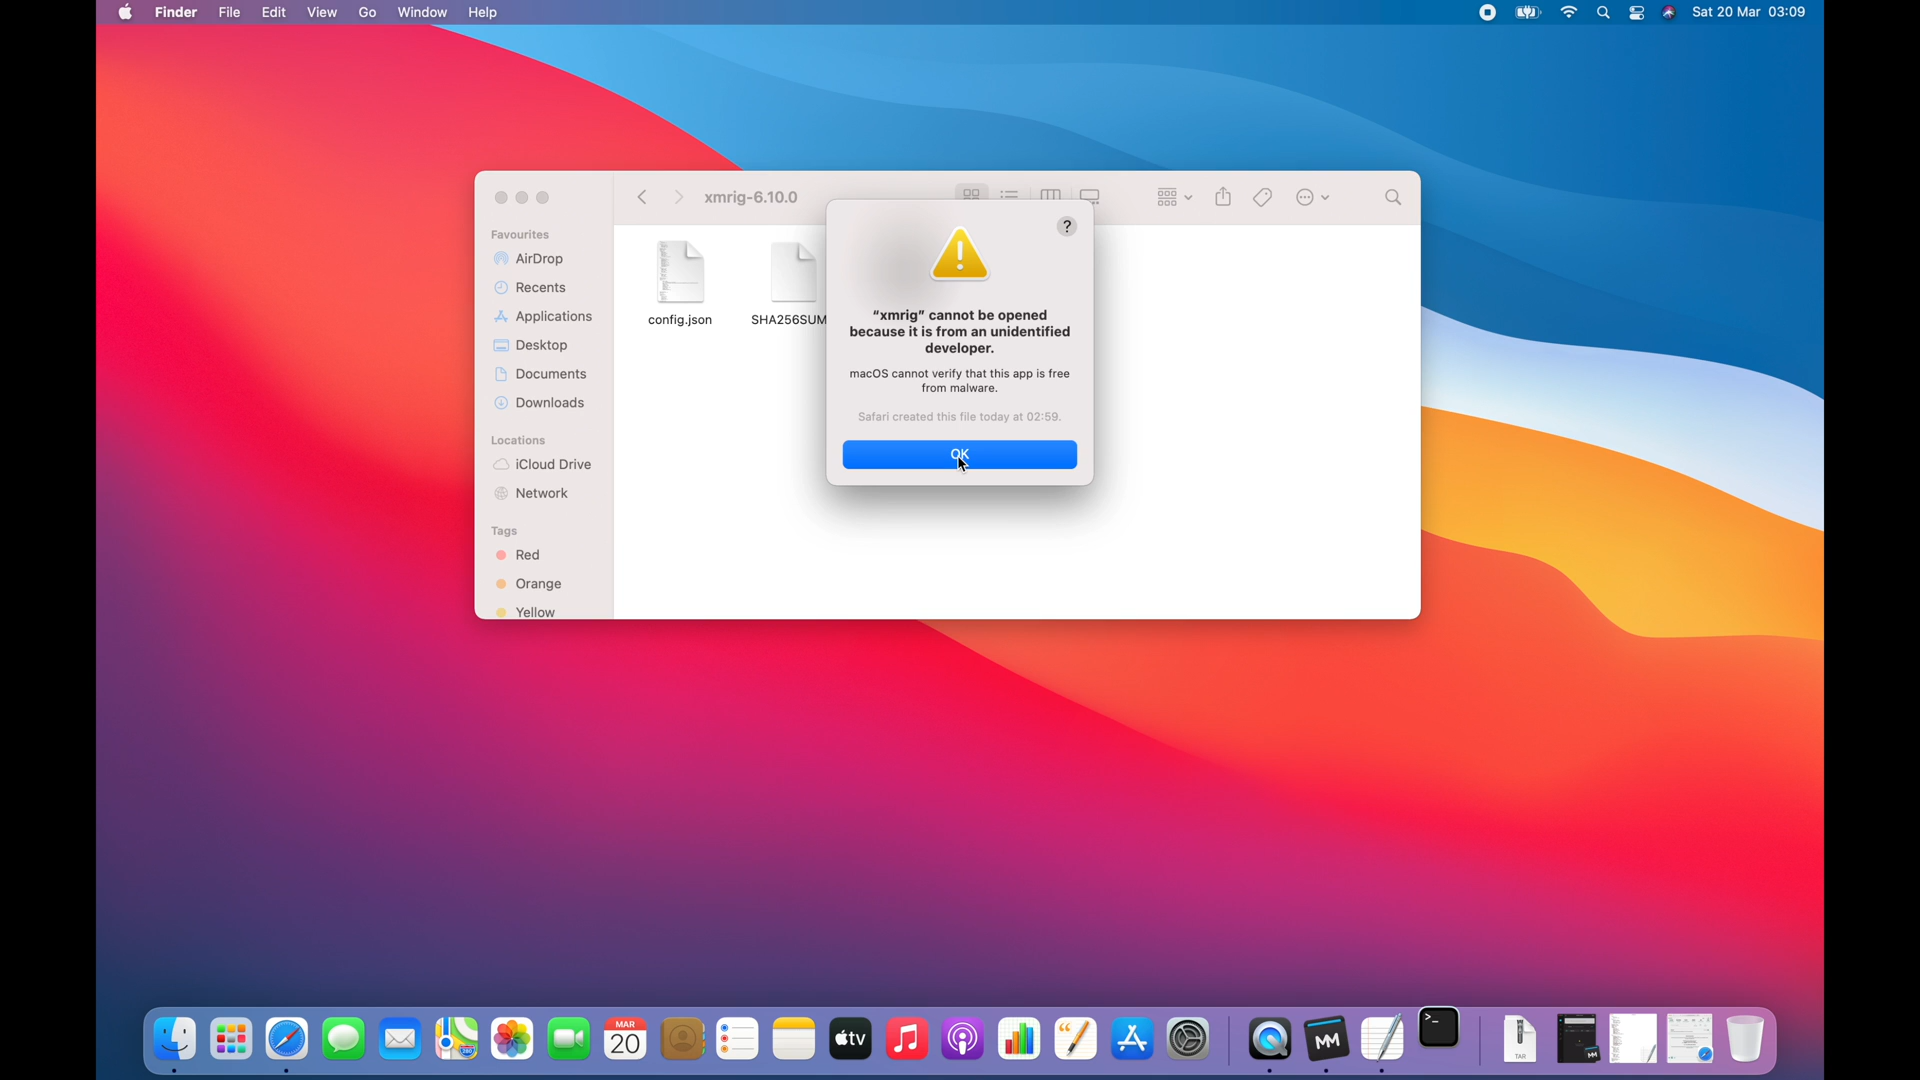 Finder File Edit View Go Window Help Sat 20 Mar 03:09
xmrig-6.10.0
Favourites
AirDrop
Recents
Applications
Desktop
Documents
Downloads
Locations
iCloud Drive
Network
Tags
Red
Orange
Yellow
config.json
SHA256SUM
?
“xmrig” cannot be opened
because it is from an unidentified
developer.
macOS cannot verify that this app is free
from malware.
Safari created this file today at 02:59.
OK
MAR
20
tv
TAR